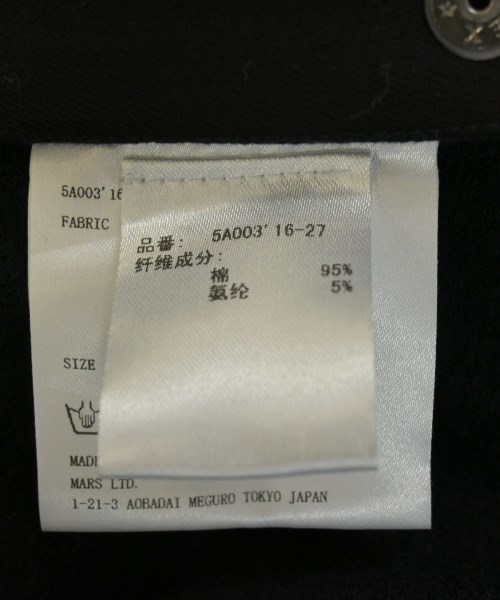 5A003'16
FABRIC
品番: 5A003'16-27
纤维成分:
棉 95%
氨纶 5%
SIZE
MARS LTD.
1-21-3 AOBADAI MEGURO TOKYO JAPAN